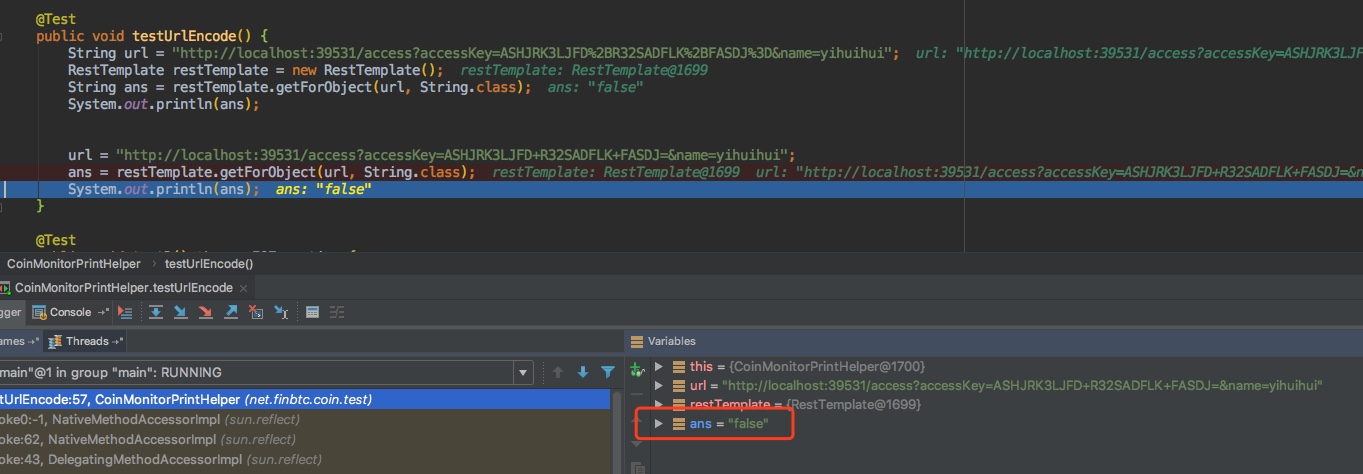 @Test
public void testUrlEncode() {
String url = "http://localhost:39531/access?accessKey=ASHJRK3LJFD%2BR32SADFLK%2BFASDJ%3D&name=yihuihui"; url: "http://localhost:39531/access?accessKey=ASHJRK3LJF
RestTemplate restTemplate = new RestTemplate(); restTemplate: RestTemplate@1699
String ans = restTemplate.getForObject(url, String.class); ans: "false"
System.out.println(ans);
url = "http://localhost:39531/access?accessKey=ASHJRK3LJFD+R32SADFLK+FASDJ=&name=yihuihui";
ans = restTemplate.getForObject(url, String.class); restTemplate: RestTemplate@1699 url: "http://localhost:39531/access?accessKey=ASHJRK3LJFD+R32SADFLK+FASDJ=&n
System.out.println(ans); ans: "false"
}
@Test
CoinMonitorPrintHelper › testUrlEncode()
CoinMonitorPrintHelper.testUrlEncode ×
gger Console
ames Threads
main"@1 in group "main": RUNNING
tUrlEncode:57, CoinMonitorPrintHelper (net.finbtc.coin.test)
oke0:-1, NativeMethodAccessorImpl (sun.reflect)
oke:62, NativeMethodAccessorImpl (sun.reflect)
oke:43, DelegatingMethodAccessorImpl (sun.reflect)
Variables
this = {CoinMonitorPrintHelper@1700}
url = "http://localhost:39531/access?accessKey=ASHJRK3LJFD+R32SADFLK+FASDJ=&name=yihuihui"
restTemplate = {RestTemplate@1699}
ans = "false"